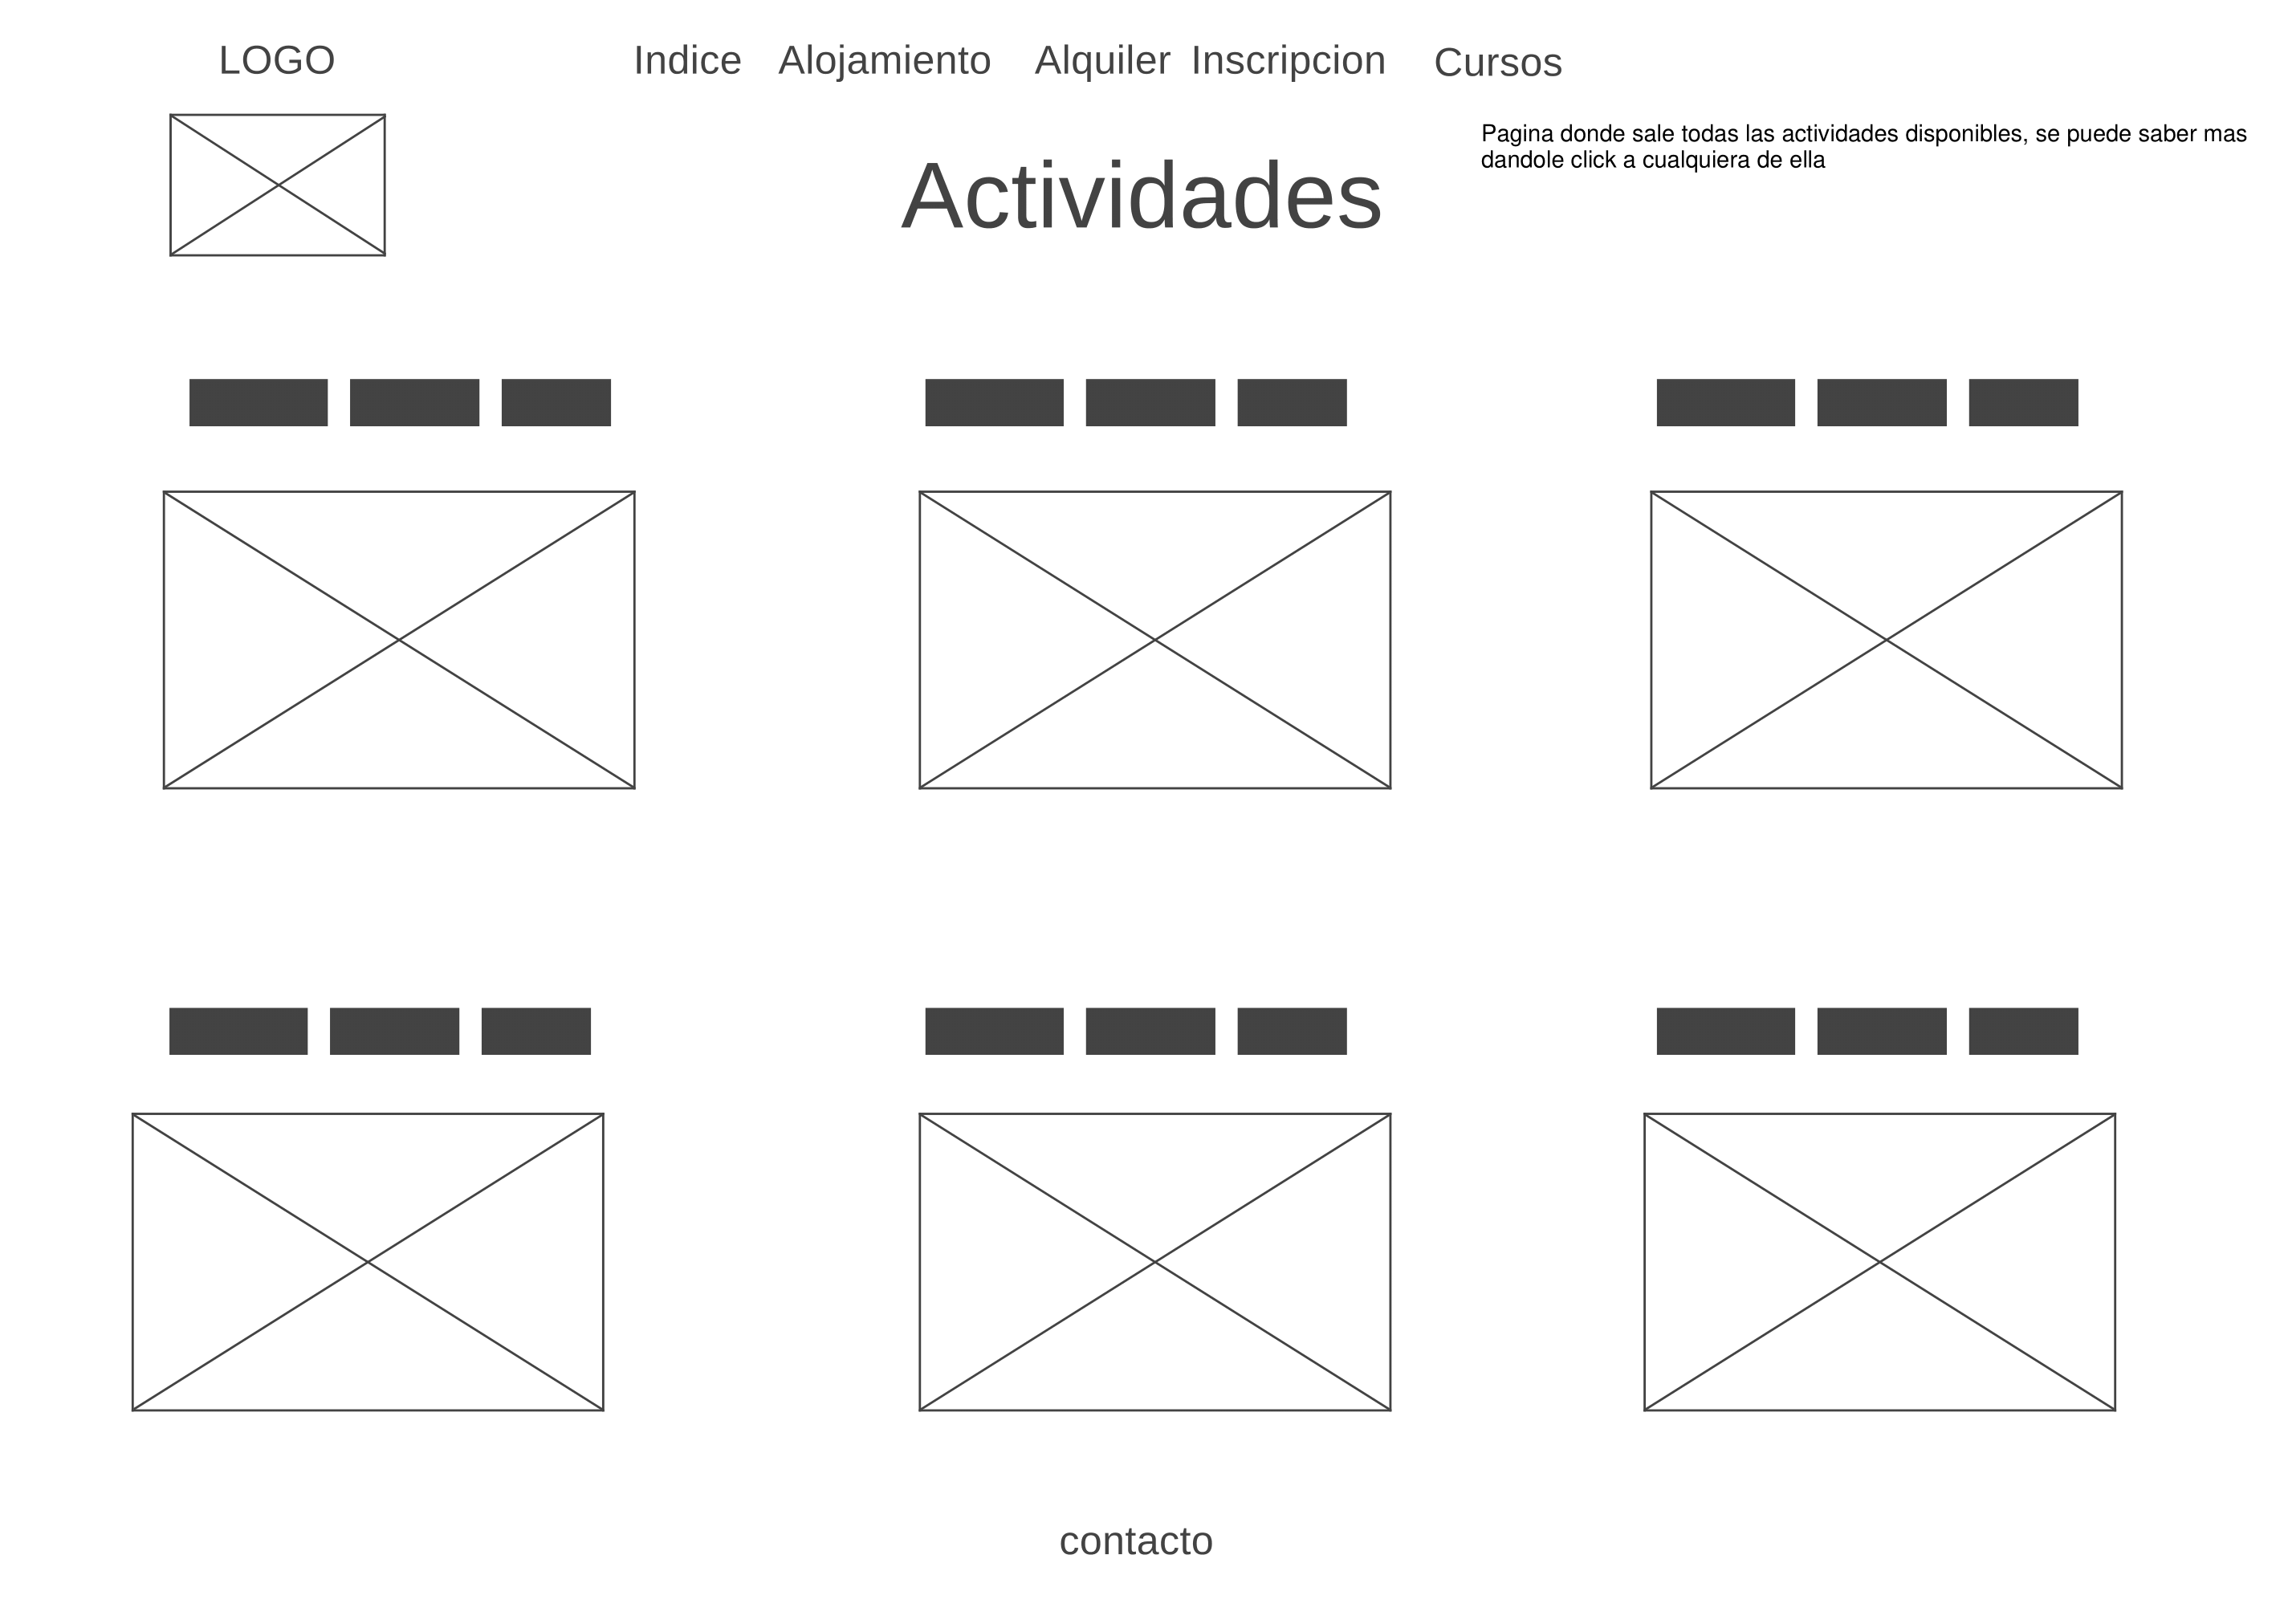 LOGO
Indice Alojamiento Alquiler Inscripcion Cursos
Pagina donde sale todas las actividades disponibles, se puede saber mas
dandole click a cualquiera de ella
Actividades
contacto